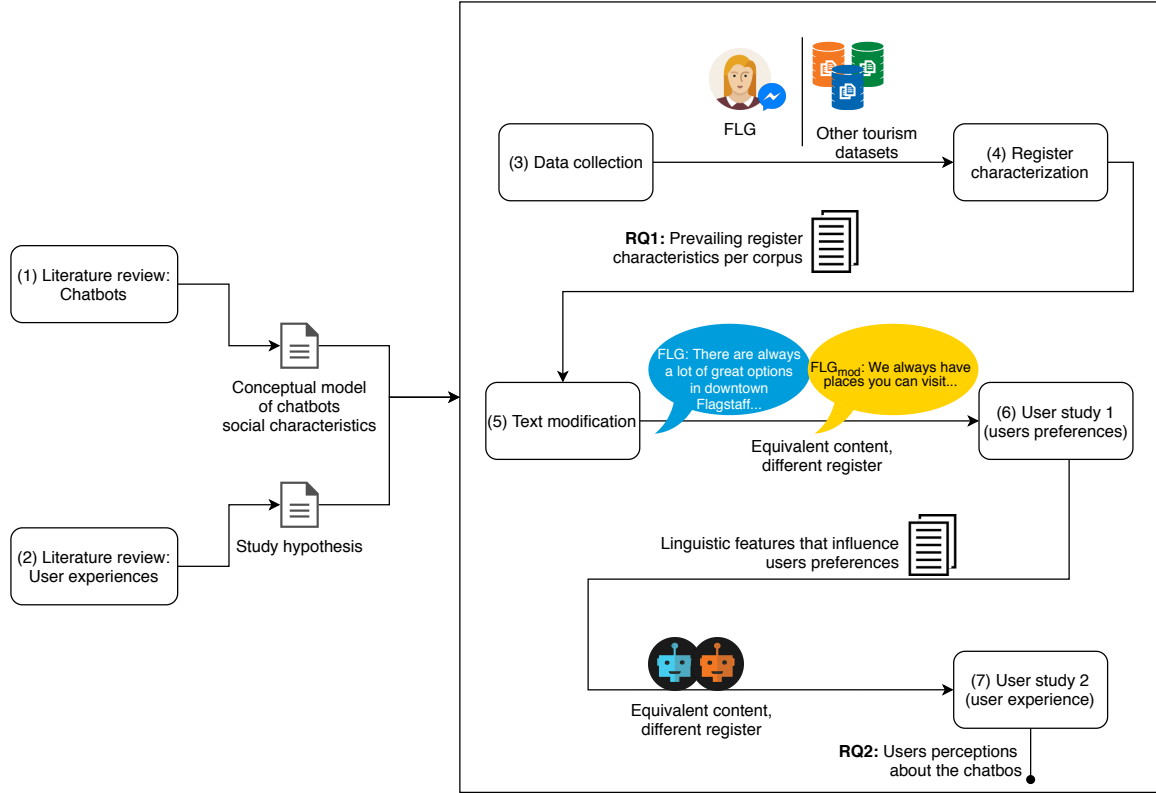 (1) Literature review:
Chatbots
Conceptual model
of chatbots
social characteristics
(2) Literature review:
User experiences
Study hypothesis
FLG
Other tourism
datasets
(3) Data collection
(4) Register
characterization
RQ1: Prevailing register
characteristics per corpus
FLG: There are always
a lot of great options
in downtown
Flagstaff...
FLGmod: We always have
places you can visit...
(5) Text modification
Equivalent content,
different register
(6) User study 1
(users preferences)
Linguistic features that influence
users preferences
Equivalent content,
different register
(7) User study 2
(user experience)
RQ2: Users perceptions
about the chatbos